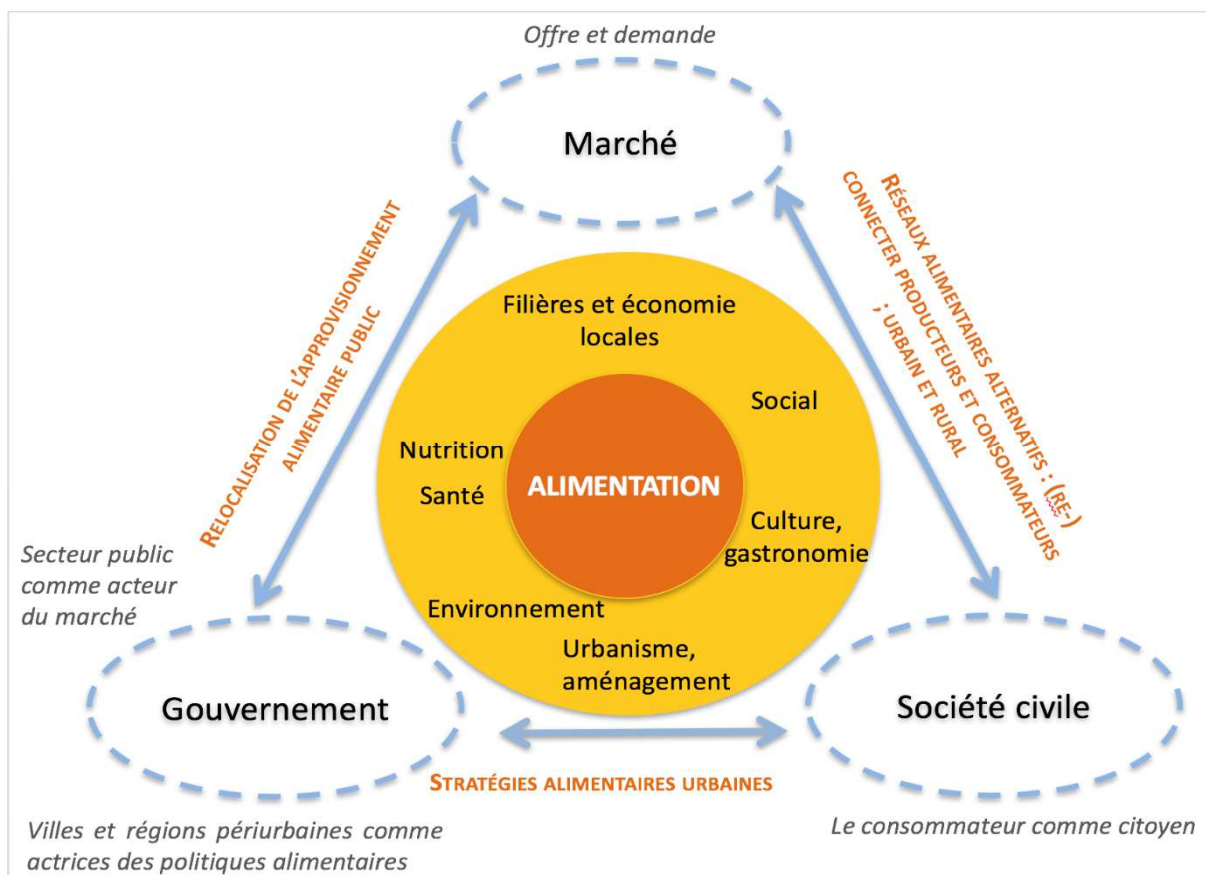 Offre et demande
Marché
RELOCALISATION DE L'APPROVISIONNEMENT
ALIMENTAIRE PUBLIC
RÉSEAUX ALIMENTAIRES ALTERNATIFS : (RE-)
CONNECTER PRODUCTEURS ET CONSOMMATEURS
; URBAIN ET RURAL
Filières et économie
locales
Social
Nutrition
Santé
ALIMENTATION
Culture,
gastronomie
Environnement
Urbanisme,
aménagement
Secteur public
comme acteur
du marché
Gouvernement
Société civile
STRATÉGIES ALIMENTAIRES URBAINES
Villes et régions périurbaines comme
actrices des politiques alimentaires
Le consommateur comme citoyen